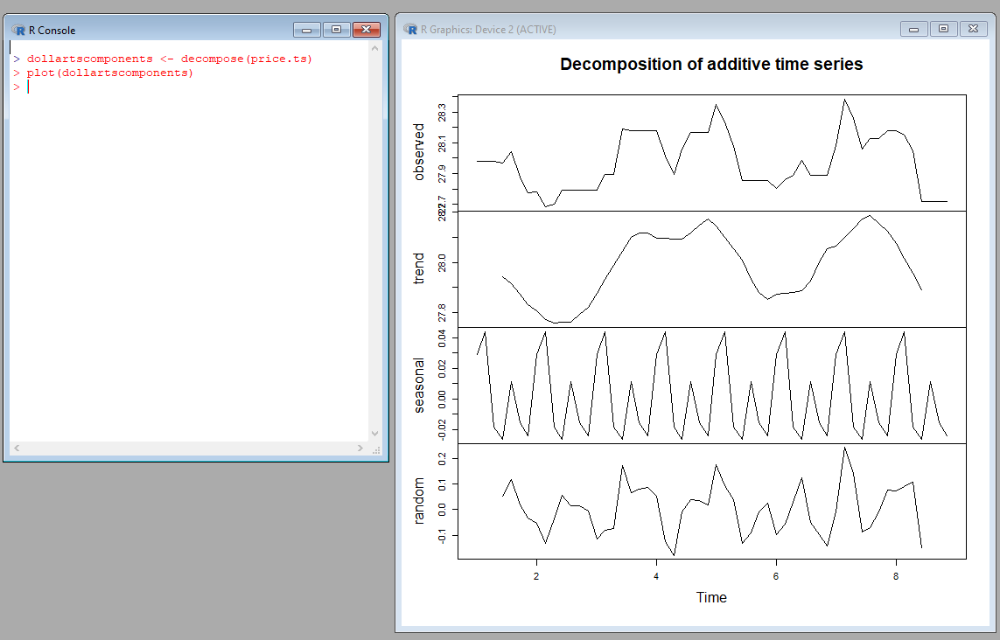 R Console
> dollartscomponents <- decompose(price.ts)
> plot(dollartscomponents)
>
R Graphics: Device 2 (ACTIVE)
Decomposition of additive time series
observed
28.3
28.1
27.9
27.7
trend
28.2
28.0
27.8
seasonal
0.04
0.02
0.00
-0.02
random
0.2
0.1
0.0
-0.1
2 4 6 8
Time